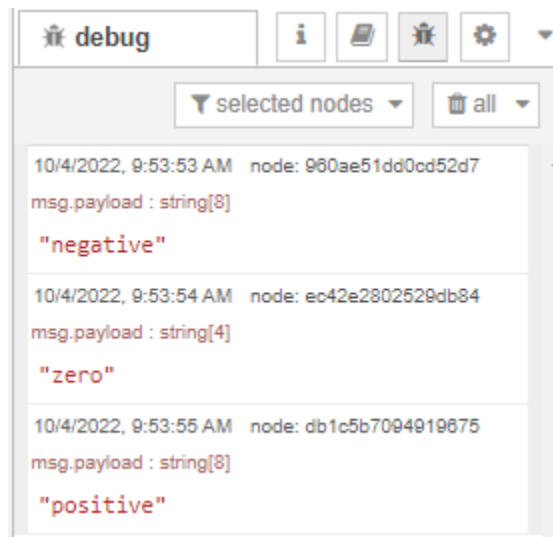 debug
i
selected nodes
all
10/4/2022, 9:53:53 AM node: 960ae51dd0cd52d7
msg.payload : string[8]
"negative"
10/4/2022, 9:53:54 AM node: ec42e2802529db84
msg.payload : string[4]
"zero"
10/4/2022, 9:53:55 AM node: db1c5b7094919675
msg.payload : string[8]
"positive"